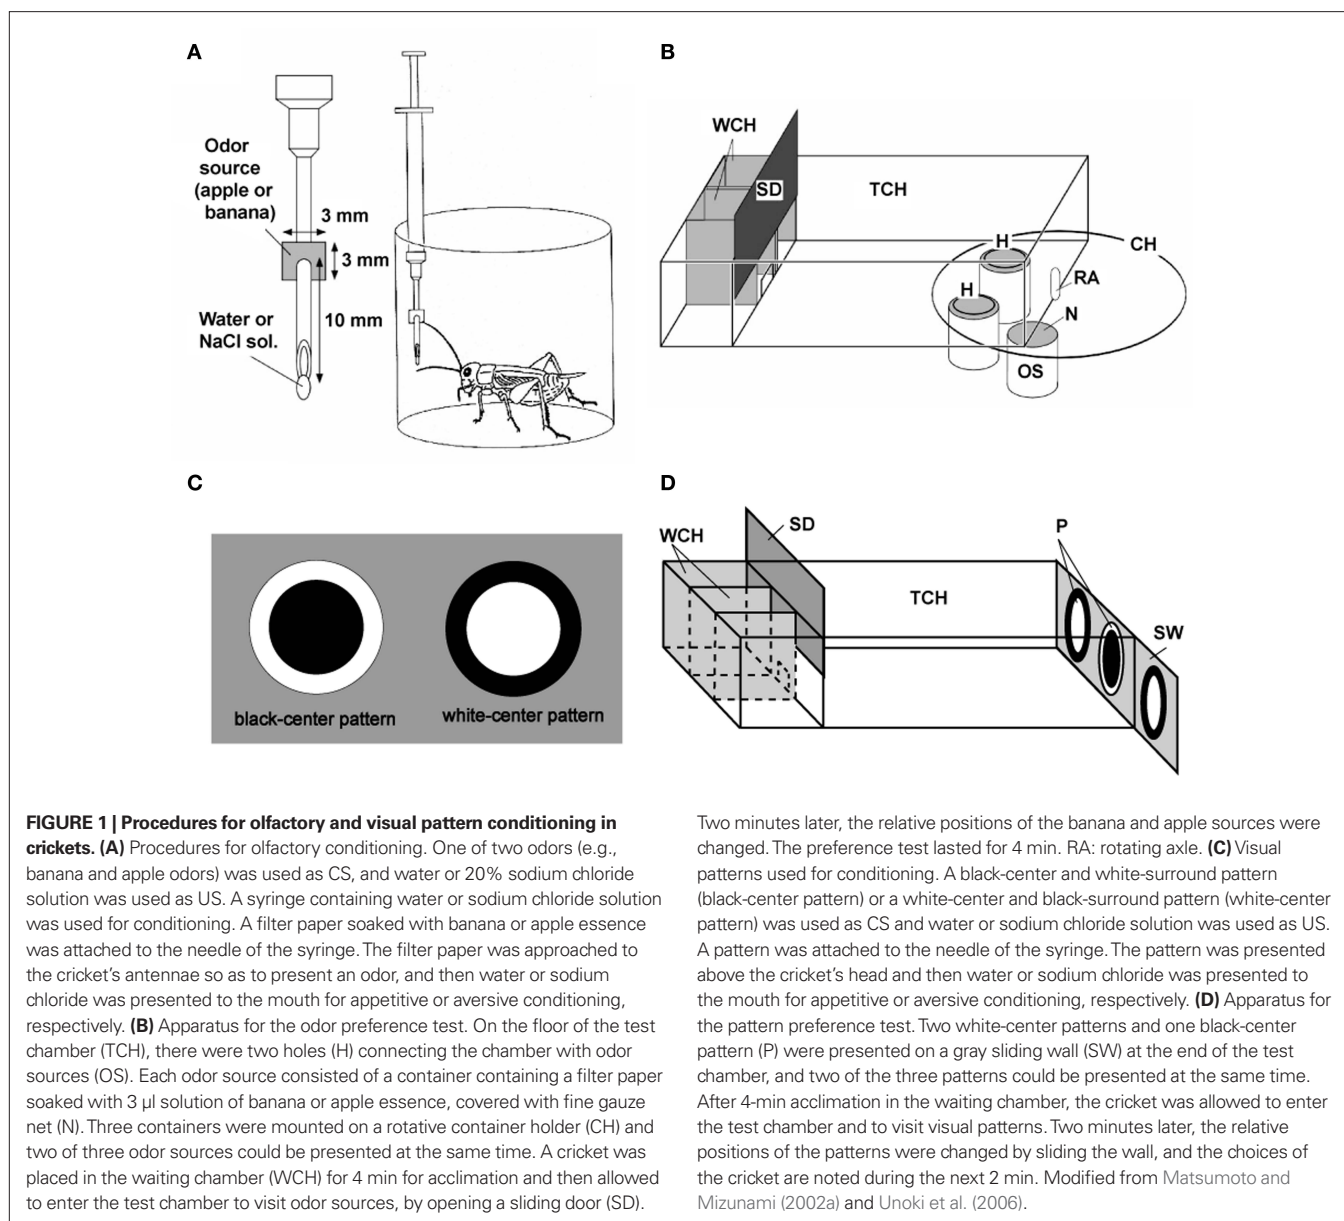 A
Odor
source
(apple or
banana)
3 mm
3 mm
10 mm
Water or
NaCl sol.
B
WCH
SD
TCH
H
CH
RA
H
N
OS
C
black-center pattern
white-center pattern
D
WCH
SD
P
TCH
SW
FIGURE 1 | Procedures for olfactory and visual pattern conditioning in
crickets. (A) Procedures for olfactory conditioning. One of two odors (e.g.,
banana and apple odors) was used as CS, and water or 20% sodium chloride
solution was used as US. A syringe containing water or sodium chloride solution
was used for conditioning. A filter paper soaked with banana or apple essence
was attached to the needle of the syringe. The filter paper was approached to
the cricket's antennae so as to present an odor, and then water or sodium
chloride was presented to the mouth for appetitive or aversive conditioning,
respectively. (B) Apparatus for the odor preference test. On the floor of the test
chamber (TCH), there were two holes (H) connecting the chamber with odor
sources (OS). Each odor source consisted of a container containing a filter paper
soaked with 3 µl solution of banana or apple essence, covered with fine gauze
net (N). Three containers were mounted on a rotative container holder (CH) and
two of three odor sources could be presented at the same time. A cricket was
placed in the waiting chamber (WCH) for 4 min for acclimation and then allowed
to enter the test chamber to visit odor sources, by opening a sliding door (SD).
Two minutes later, the relative positions of the banana and apple sources were
changed. The preference test lasted for 4 min. RA: rotating axle. (C) Visual
patterns used for conditioning. A black-center and white-surround pattern
(black-center pattern) or a white-center and black-surround pattern (white-center
pattern) was used as CS and water or sodium chloride solution was used as US.
A pattern was attached to the needle of the syringe. The pattern was presented
above the cricket's head and then water or sodium chloride was presented to
the mouth for appetitive or aversive conditioning, respectively. (D) Apparatus for
the pattern preference test. Two white-center patterns and one black-center
pattern (P) were presented on a gray sliding wall (SW) at the end of the test
chamber, and two of the three patterns could be presented at the same time.
After 4-min acclimation in the waiting chamber, the cricket was allowed to enter
the test chamber and to visit visual patterns. Two minutes later, the relative
positions of the patterns were changed by sliding the wall, and the choices of
the cricket are noted during the next 2 min. Modified from Matsumoto and
Mizunami (2002a) and Unoki et al. (2006).